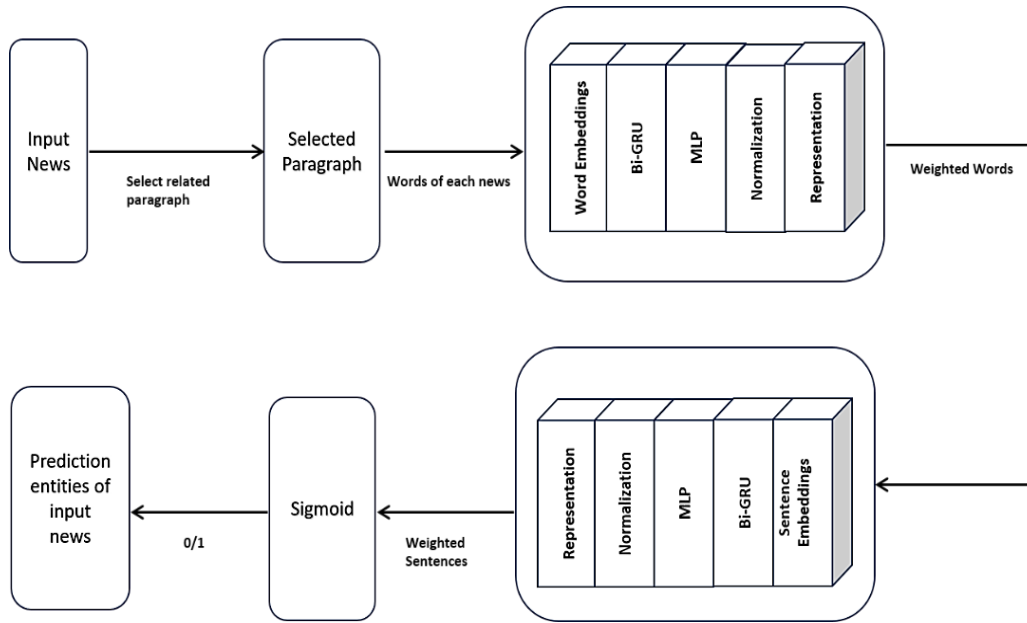 Input
News
Select related
paragraph
Selected
Paragraph
Words of each news
Word Embeddings
Bi-GRU
MLP
Normalization
Representation
Weighted Words
Sentence
Embeddings
Bi-GRU
MLP
Normalization
Representation
Weighted
Sentences
Sigmoid
0/1
Prediction
entities of
input
news